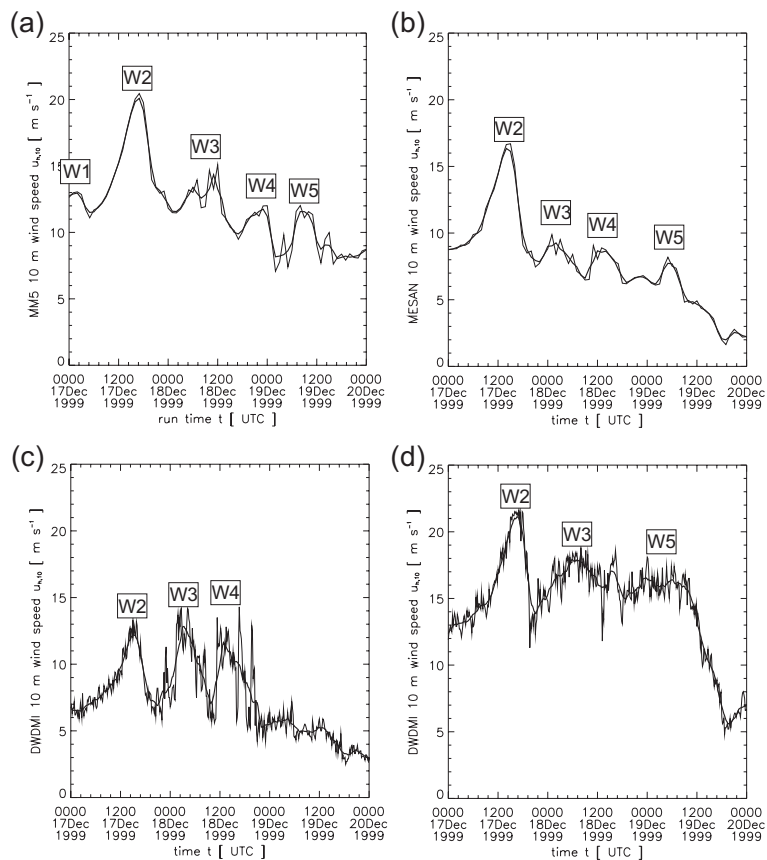 (a)
MM5 10 m wind speed u_h,10 [ m s⁻¹ ]
25
20
15
10
5
0
W1
W2
W3
W4
W5
0000 1200 0000 1200 0000 1200 0000
17Dec 17Dec 18Dec 18Dec 19Dec 19Dec 20Dec
1999 1999 1999 1999 1999 1999 1999
run time t [ UTC ]
(b)
MESAN 10 m wind speed u_h,10 [ m s⁻¹ ]
25
20
15
10
5
0
W2
W3
W4
W5
0000 1200 0000 1200 0000 1200 0000
17Dec 17Dec 18Dec 18Dec 19Dec 19Dec 20Dec
1999 1999 1999 1999 1999 1999 1999
time t [ UTC ]
(c)
DWDMI 10 m wind speed u_h,10 [ m s⁻¹ ]
25
20
15
10
5
0
W2
W3
W4
0000 1200 0000 1200 0000 1200 0000
17Dec 17Dec 18Dec 18Dec 19Dec 19Dec 20Dec
1999 1999 1999 1999 1999 1999 1999
time t [ UTC ]
(d)
DWDMI 10 m wind speed u_h,10 [ m s⁻¹ ]
25
20
15
10
5
0
W2
W3
W5
0000 1200 0000 1200 0000 1200 0000
17Dec 17Dec 18Dec 18Dec 19Dec 19Dec 20Dec
1999 1999 1999 1999 1999 1999 1999
time t [ UTC ]